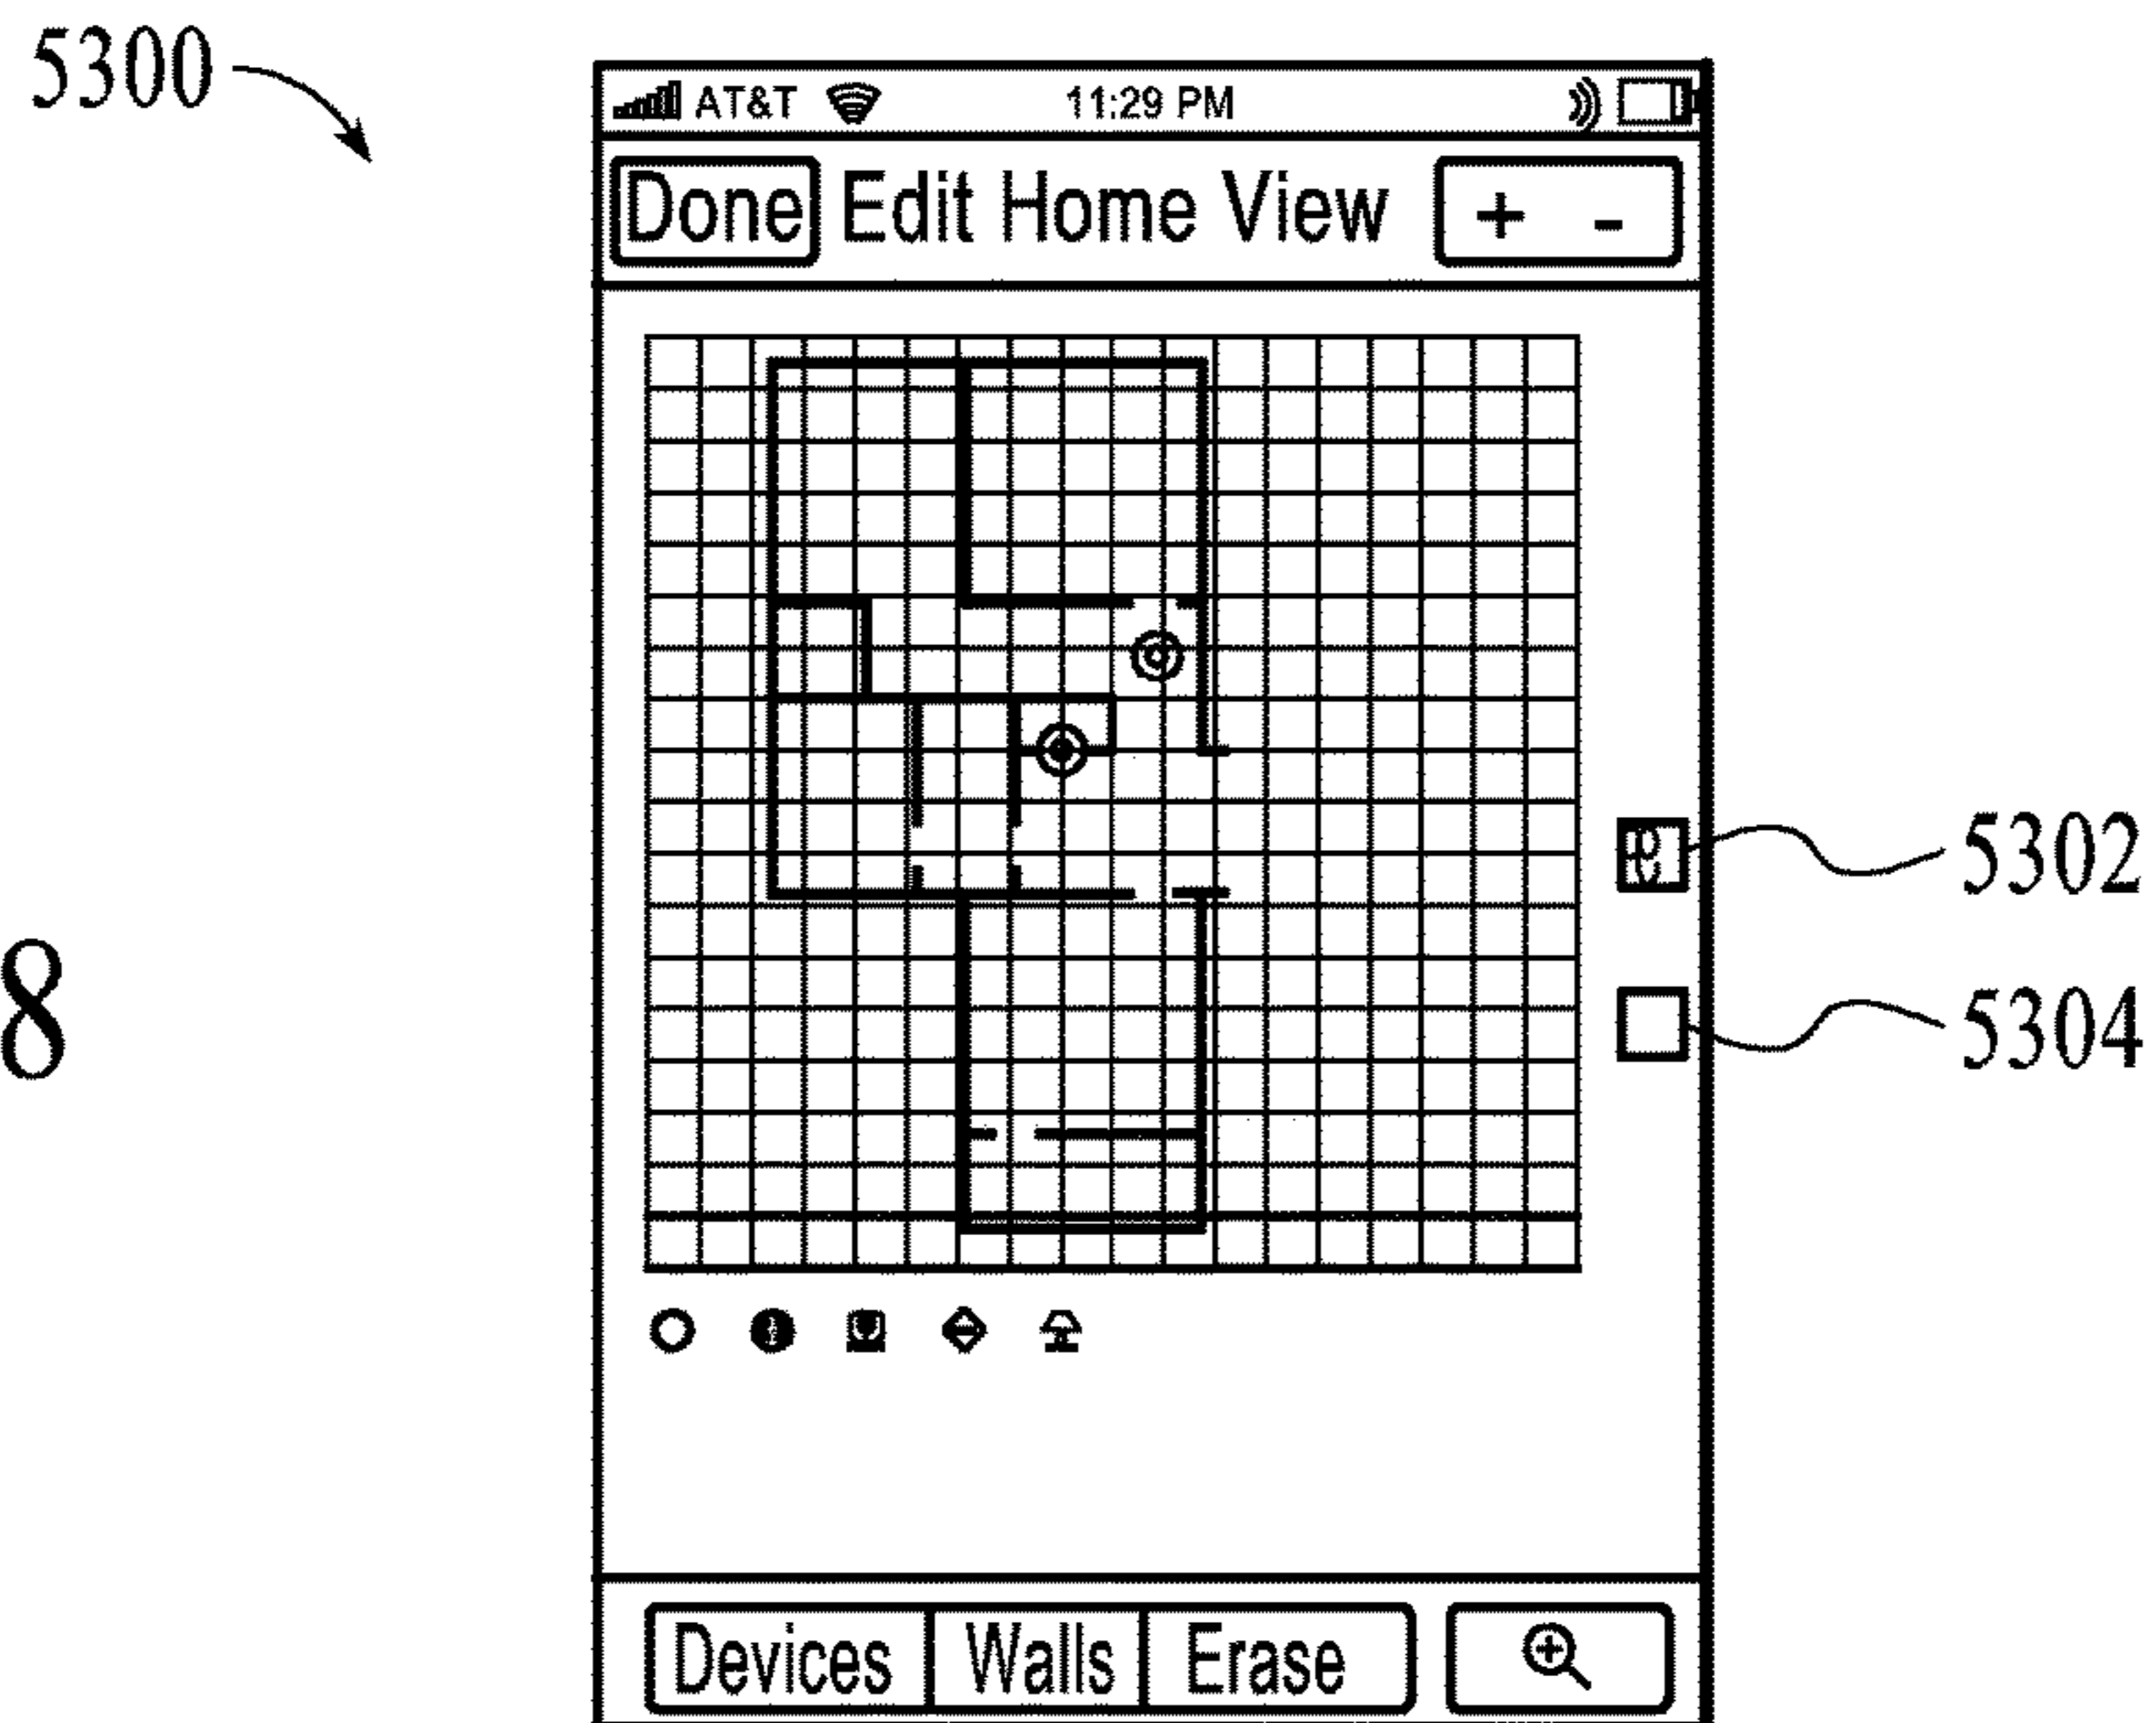 5300
AT&T 11:29 PM
Done Edit Home View + -
5302
8
5304
Devices Walls Erase